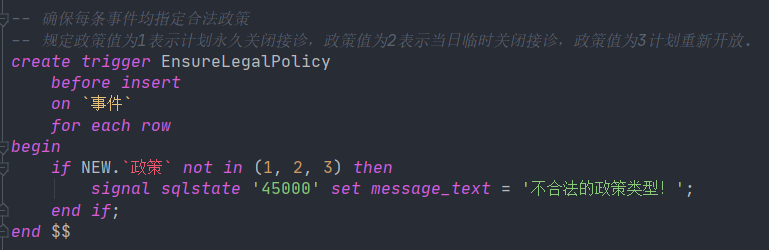 -- 确保每条事件均指定合法政策
-- 规定政策值为1表示计划永久关闭接诊，政策值为2表示当日临时关闭接诊，政策值为3计划重新开放.
create trigger EnsureLegalPolicy
    before insert
    on `事件`
    for each row
begin
    if NEW.`政策` not in (1, 2, 3) then
        signal sqlstate '45000' set message_text = '不合法的政策类型！';
    end if;
end $$